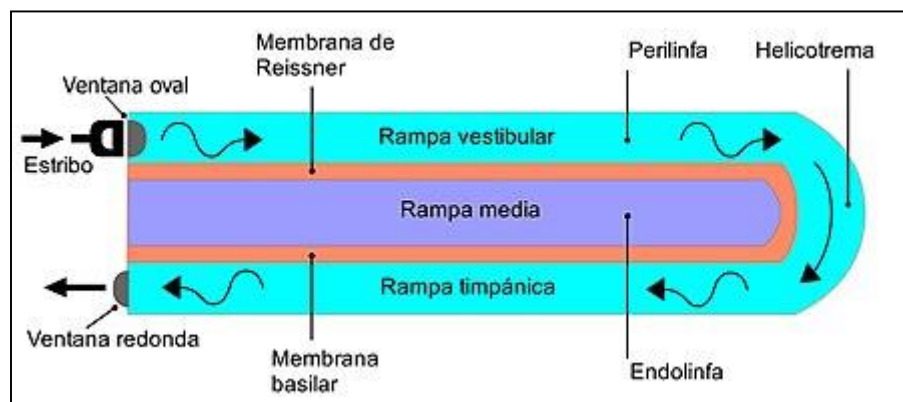 Membrana de
Reissner
Perilinfa
Helicotrema
Ventana oval
Rampa vestibular
Estribo
Rampa media
Rampa timpánica
Ventana redonda
Membrana
basilar
Endolinfa